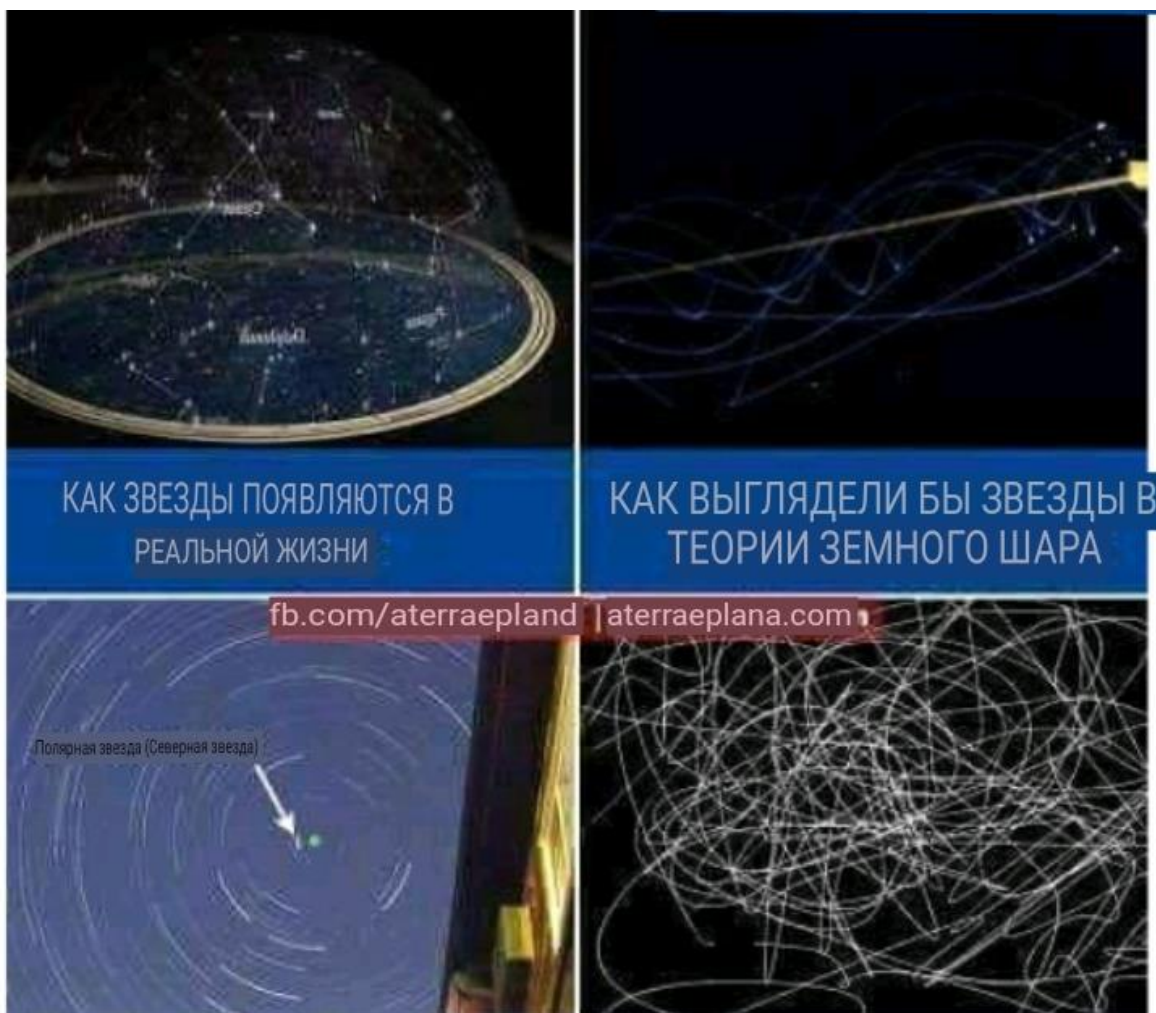 КАК ЗВЕЗДЫ ПОЯВЛЯЮТСЯ В
РЕАЛЬНОЙ ЖИЗНИ
КАК ВЫГЛЯДЕЛИ БЫ ЗВЕЗДЫ В
ТЕОРИИ ЗЕМНОГО ШАРА
fb.com/aterraepland | aterraeplana.com
Полярная звезда (Северная звезда)